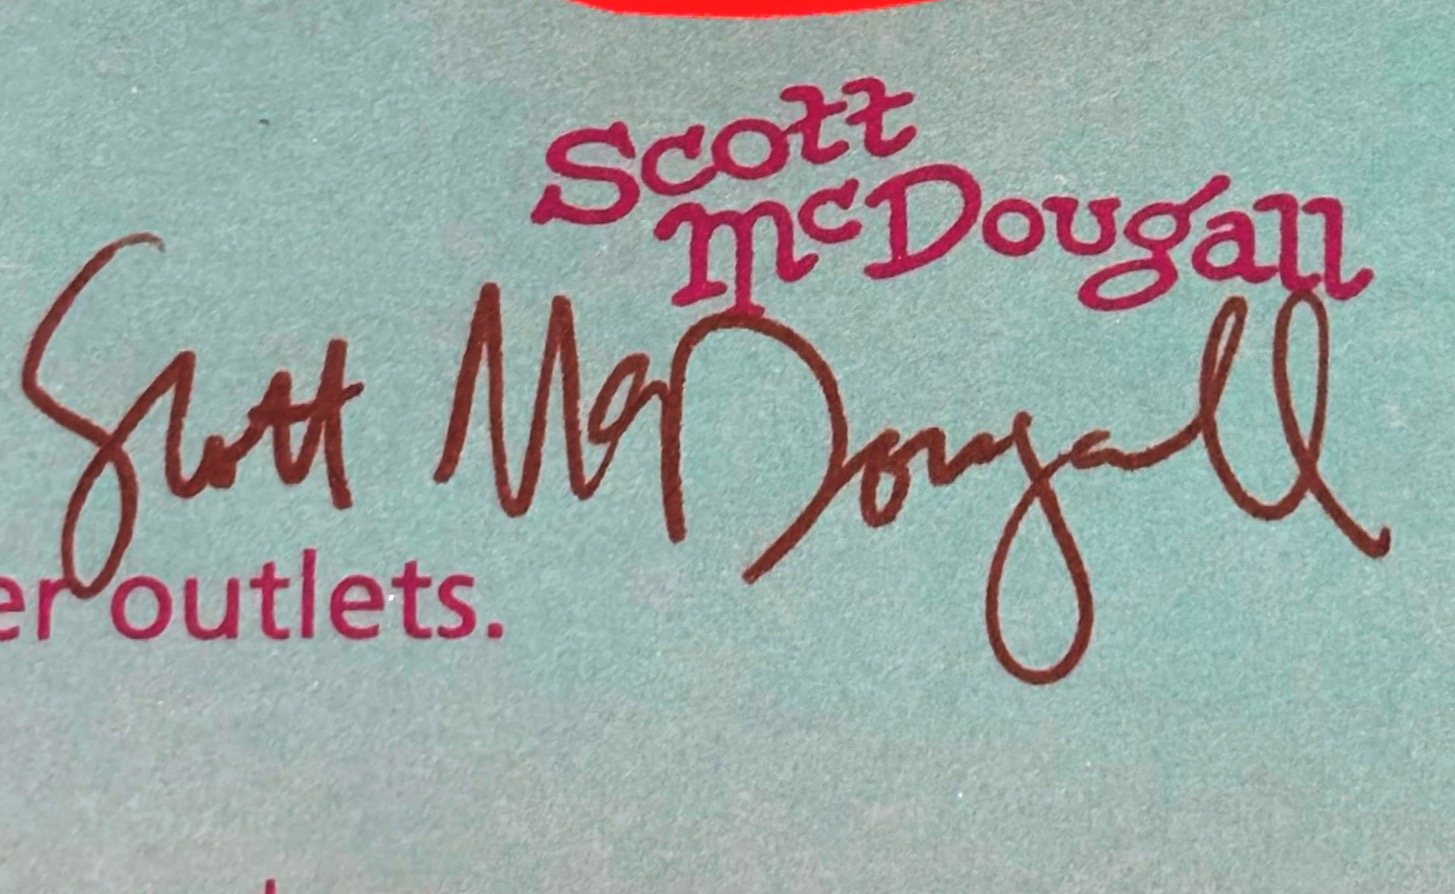 Scott
McDougall
Scott McDougall
er outlets.